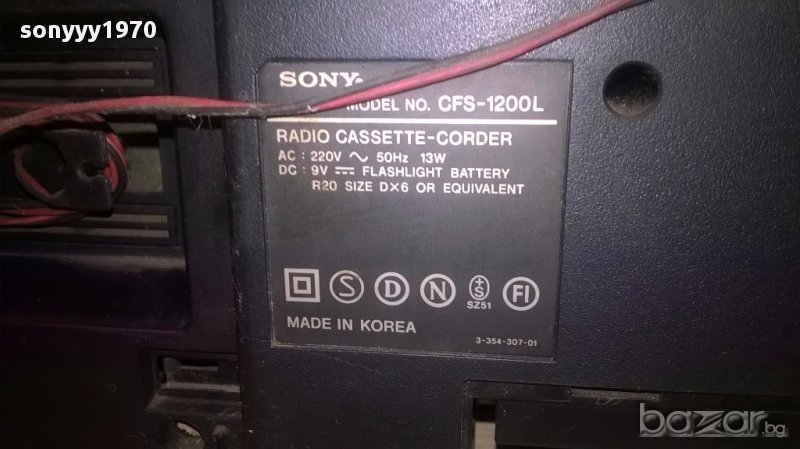 sonyyy1970
SONY
MODEL NO. CFS-1200L
RADIO CASSETTE-CORDER
AC : 220V ~ 50Hz 13W
DC : 9V ⎓ FLASHLIGHT BATTERY
R20 SIZE D×6 OR EQUIVALENT
S D N +S FI
SZ51
MADE IN KOREA
3-354-307-01
bazar.bg